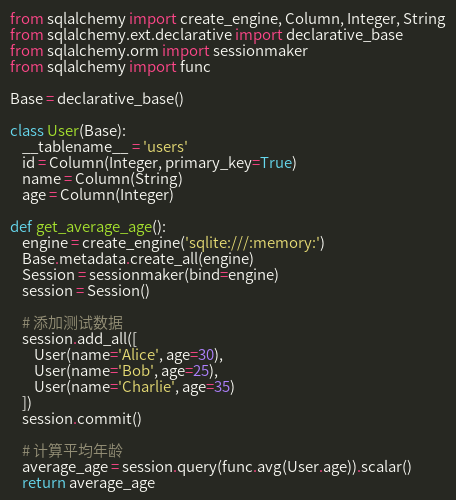 from sqlalchemy import create_engine, Column, Integer, String
from sqlalchemy.ext.declarative import declarative_base
from sqlalchemy.orm import sessionmaker
from sqlalchemy import func

Base = declarative_base()

class User(Base):
    __tablename__ = 'users'
    id = Column(Integer, primary_key=True)
    name = Column(String)
    age = Column(Integer)

def get_average_age():
    engine = create_engine('sqlite:///:memory:')
    Base.metadata.create_all(engine)
    Session = sessionmaker(bind=engine)
    session = Session()

    # 添加测试数据
    session.add_all([
        User(name='Alice', age=30),
        User(name='Bob', age=25),
        User(name='Charlie', age=35)
    ])
    session.commit()

    # 计算平均年龄
    average_age = session.query(func.avg(User.age)).scalar()
    return average_age